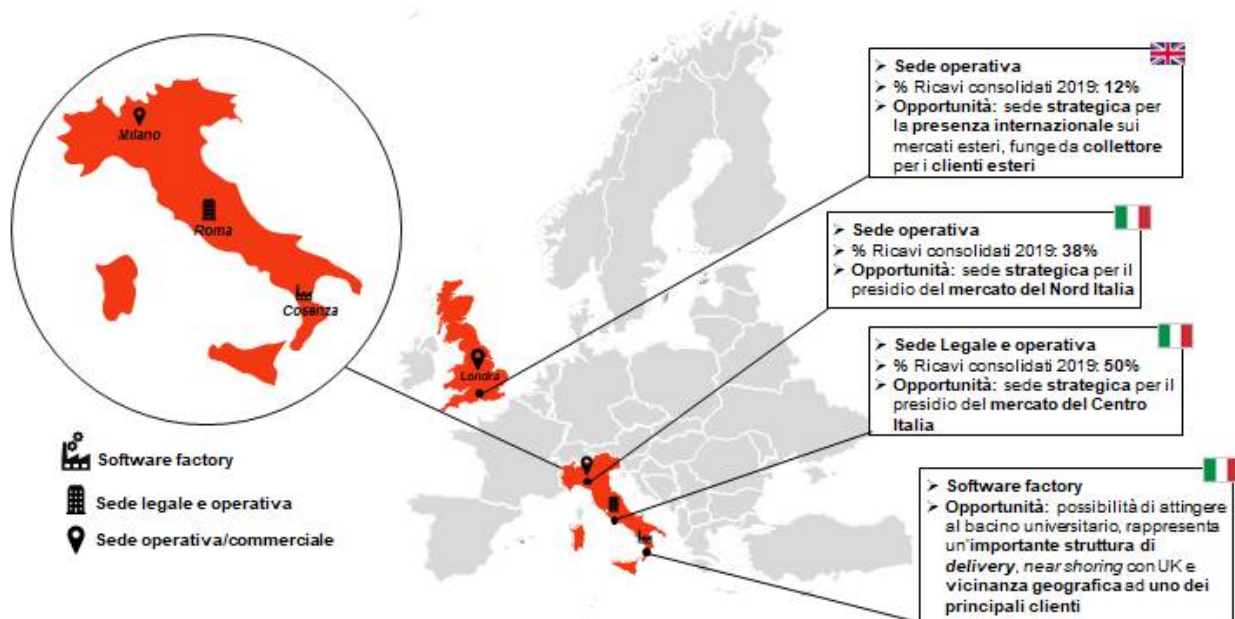 Milano
Roma
Cosenza
Software factory
Sede legale e operativa
Sede operativa/commerciale
Londra
➢ Sede operativa
➢ % Ricavi consolidati 2019: 12%
➢ Opportunità: sede strategica per
la presenza internazionale sui
mercati esteri, funge da collettore
per i clienti esteri
➢ Sede operativa
➢ % Ricavi consolidati 2019: 38%
➢ Opportunità: sede strategica per il
presidio del mercato del Nord Italia
➢ Sede Legale e operativa
➢ % Ricavi consolidati 2019: 50%
➢ Opportunità: sede strategica per il
presidio del mercato del Centro
Italia
➢ Software factory
➢ Opportunità: possibilità di attingere
al bacino universitario, rappresenta
un'importante struttura di
delivery, near shoring con UK e
vicinanza geografica ad uno dei
principali clienti